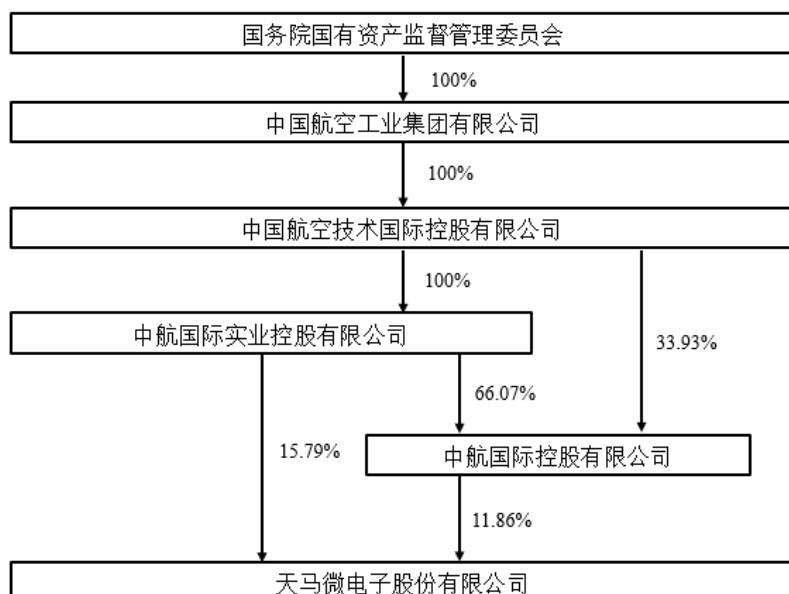 国务院国有资产监督管理委员会
100%
中国航空工业集团有限公司
100%
中国航空技术国际控股有限公司
100%
中航国际实业控股有限公司
33.93%
66.07%
15.79%
中航国际控股有限公司
11.86%
天马微电子股份有限公司